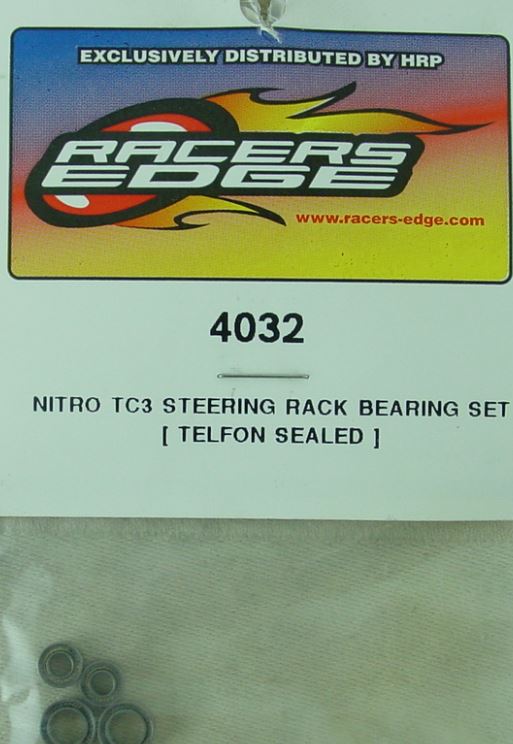 EXCLUSIVELY DISTRIBUTED BY HRP
RACERS
EDGE
www.racers-edge.com
4032
NITRO TC3 STEERING RACK BEARING SET
[ TELFON SEALED ]